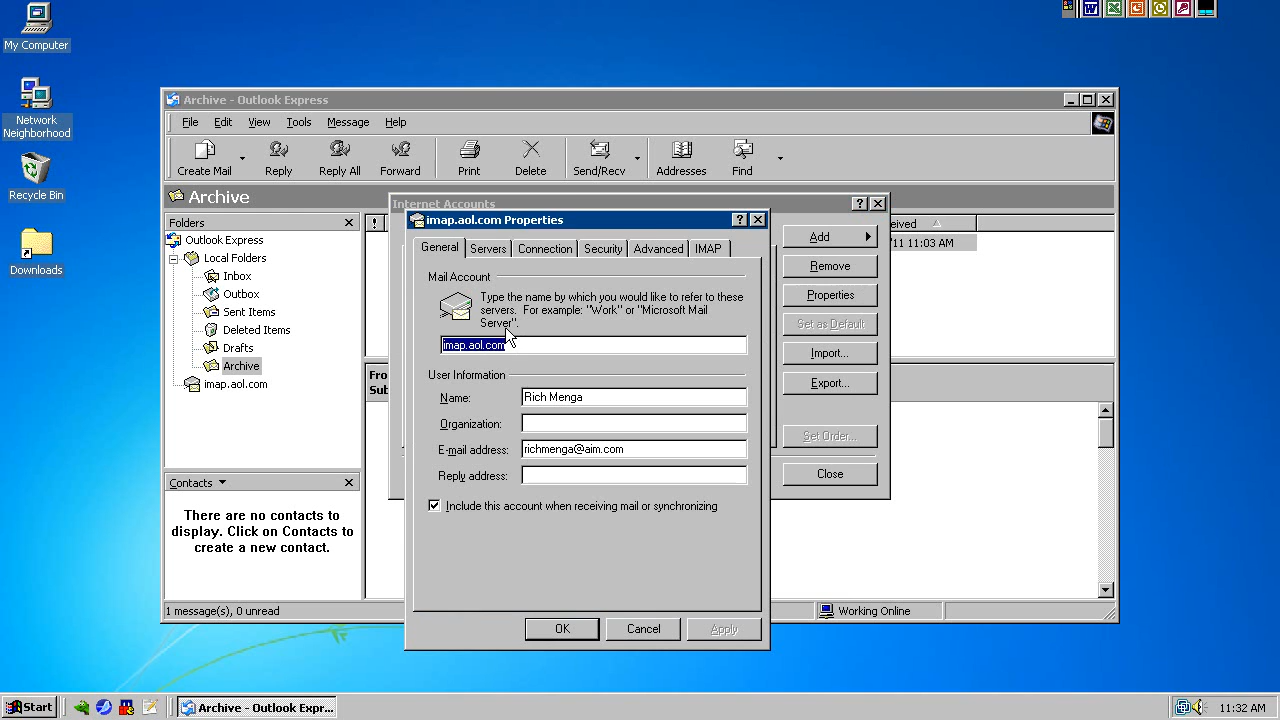 My Computer
Network
Neighborhood
Recycle Bin
Downloads
Archive - Outlook Express
File Edit View Tools Message Help
Create Mail Reply Reply All Forward Print Delete Send/Recv Addresses Find
Archive
Folders
Outlook Express
Local Folders
Inbox
Outbox
Sent Items
Deleted Items
Drafts
Archive
imap.aol.com
Contacts
There are no contacts to
display. Click on Contacts to
create a new contact.
1 message(s), 0 unread
Working Online
!
eived
/11 11:03 AM
Fro
Sub
Internet Accounts
Add
Remove
Properties
Set as Default
Import...
Export...
Set Order...
Close
imap.aol.com Properties
General Servers Connection Security Advanced IMAP
Mail Account
Type the name by which you would like to refer to these
servers. For example: "Work" or "Microsoft Mail
Server".
imap.aol.com
User Information
Name: Rich Menga
Organization:
E-mail address: richmenga@aim.com
Reply address:
Include this account when receiving mail or synchronizing
OK Cancel Apply
Start
Archive - Outlook Expr...
11:32 AM